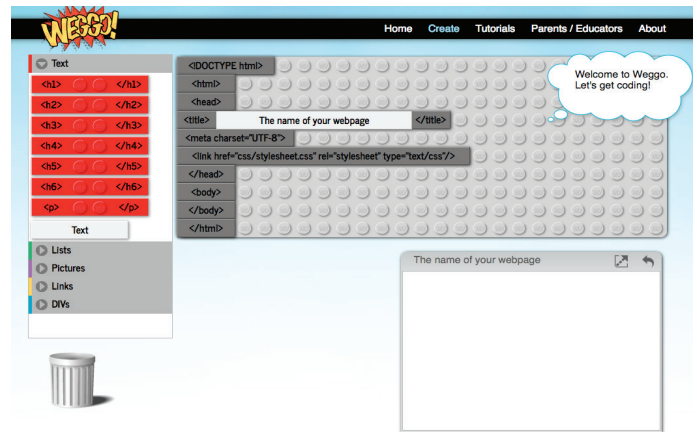 WEGGO!
Home Create Tutorials Parents / Educators About
Text
<h1> </h1>
<h2> </h2>
<h3> </h3>
<h4> </h4>
<h5> </h5>
<h6> </h6>
<p> </p>
Text
Lists
Pictures
Links
DIVs
<!DOCTYPE html>
<html>
<head>
<title> The name of your webpage </title>
<meta charset="UTF-8">
<link href="css/stylesheet.css" rel="stylesheet" type="text/css"/>
</head>
<body>
</body>
</html>
Welcome to Weggo.
Let's get coding!
The name of your webpage